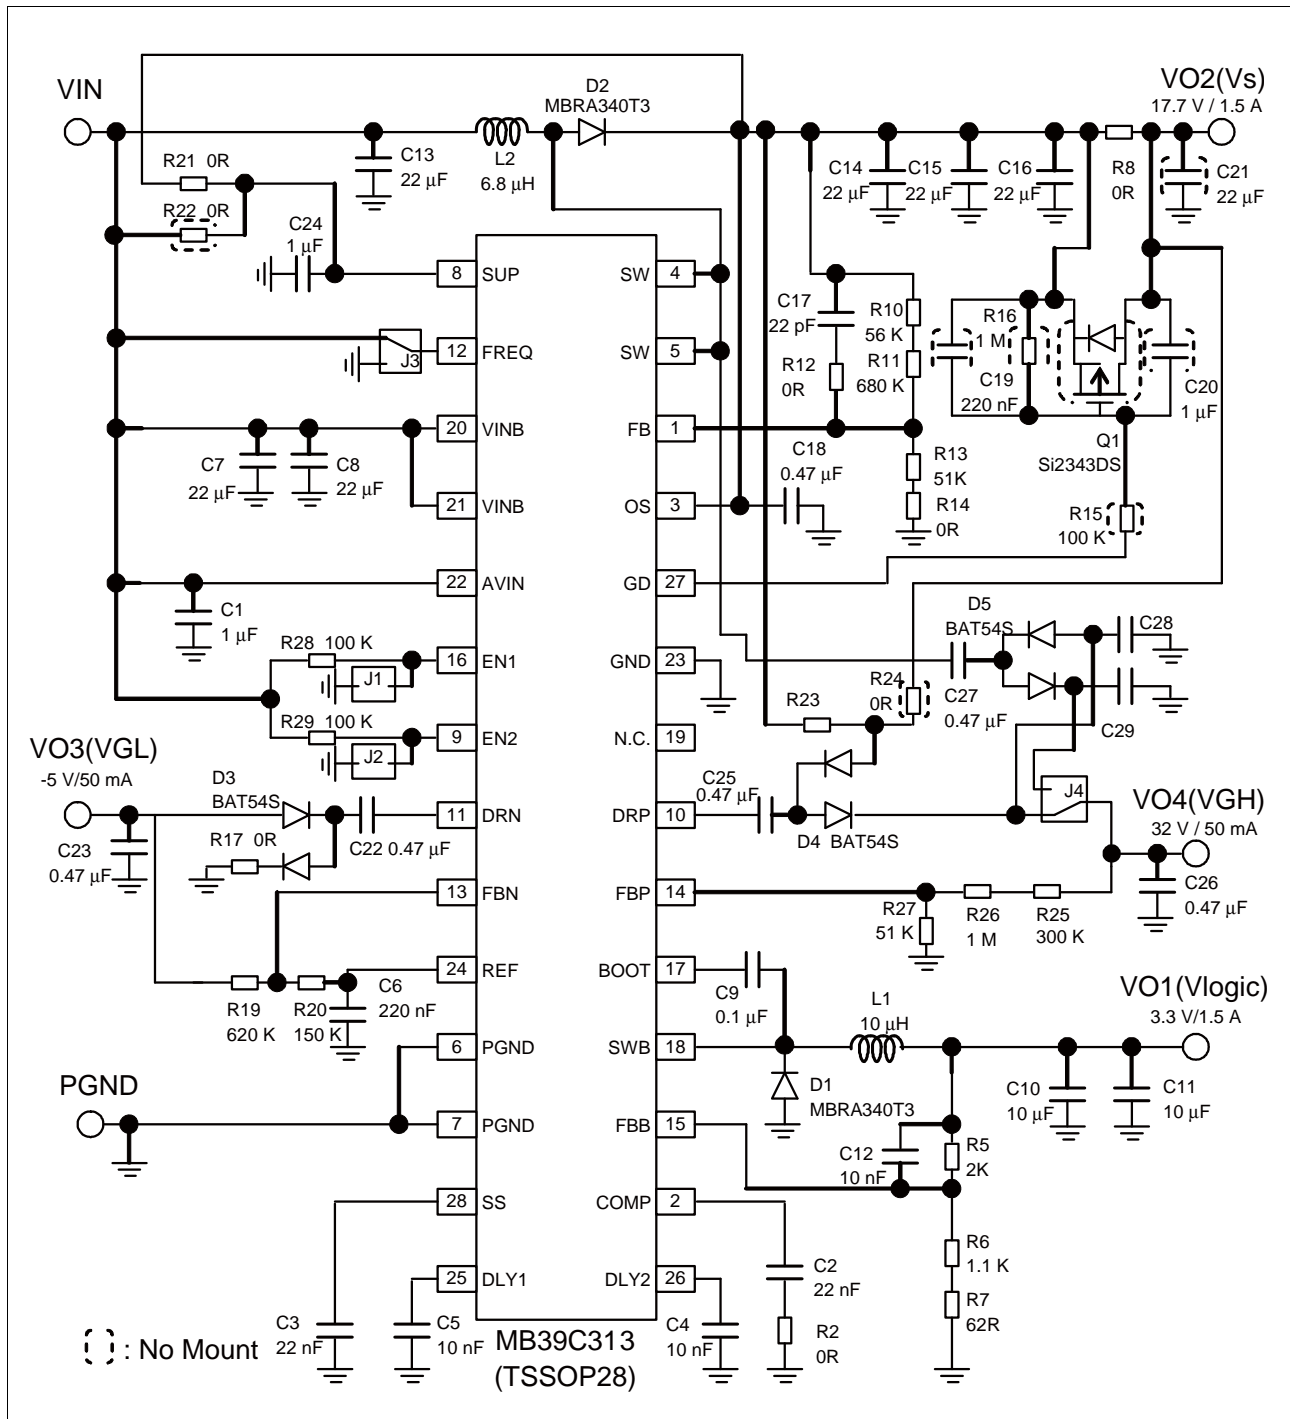 VIN
D2
MBRA340T3
VO2(Vs)
17.7 V / 1.5 A
R21 0R
R22 0R
C13
22 µF
L2
6.8 µH
C14
22 µF
C15
22 µF
C16
22 µF
R8
0R
C21
22 µF
C24
1 µF
8
SUP
SW
4
12
FREQ
SW
5
J3
C17
22 pF
R12
0R
R10
56 K
R11
680 K
R16
1 M
C19
220 nF
C20
1 µF
Q1
Si2343DS
20
VINB
FB
1
C7
22 µF
C8
22 µF
C18
0.47 µF
R13
51K
R14
0R
21
VINB
OS
3
R15
100 K
22
AVIN
GD
27
C1
1 µF
D5
BAT54S
C28
R28 100 K
16
EN1
GND
23
J1
R24
0R
C27
0.47 µF
C29
R29 100 K
9
EN2
N.C.
19
J2
R23
VO3(VGL)
-5 V/50 mA
D3
BAT54S
C25
0.47 µF
J4
VO4(VGH)
32 V / 50 mA
11
DRN
DRP
10
C23
0.47 µF
R17 0R
C22 0.47 µF
D4 BAT54S
13
FBN
FBP
14
R27
51 K
R26
1 M
R25
300 K
C26
0.47 µF
24
REF
BOOT
17
R19
620 K
R20
150 K
C6
220 nF
C9
0.1 µF
L1
10 µH
VO1(Vlogic)
3.3 V/1.5 A
6
PGND
SWB
18
PGND
D1
MBRA340T3
C10
10 µF
C11
10 µF
7
PGND
FBB
15
C12
10 nF
R5
2K
28
SS
COMP
2
R6
1.1 K
25
DLY1
DLY2
26
C2
22 nF
R7
62R
C3
22 nF
C5
10 nF
C4
10 nF
R2
0R
: No Mount
MB39C313
(TSSOP28)